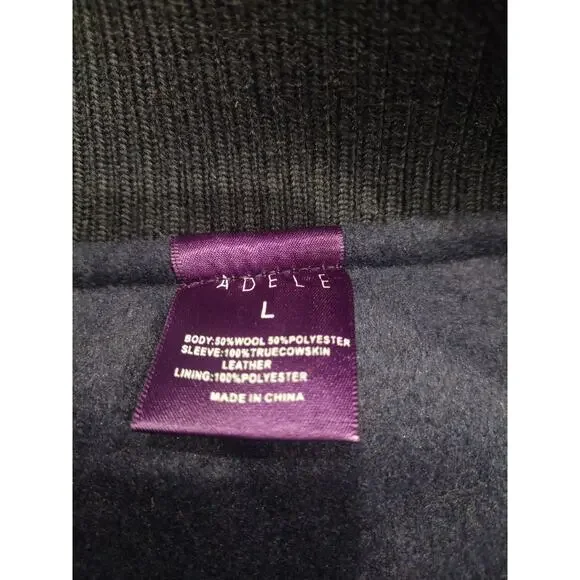 ADELE
L
BODY:50%WOOL 50%POLYESTER
SLEEVE:100%TRUECOWSKIN
LEATHER
LINING:100%POLYESTER
MADE IN CHINA